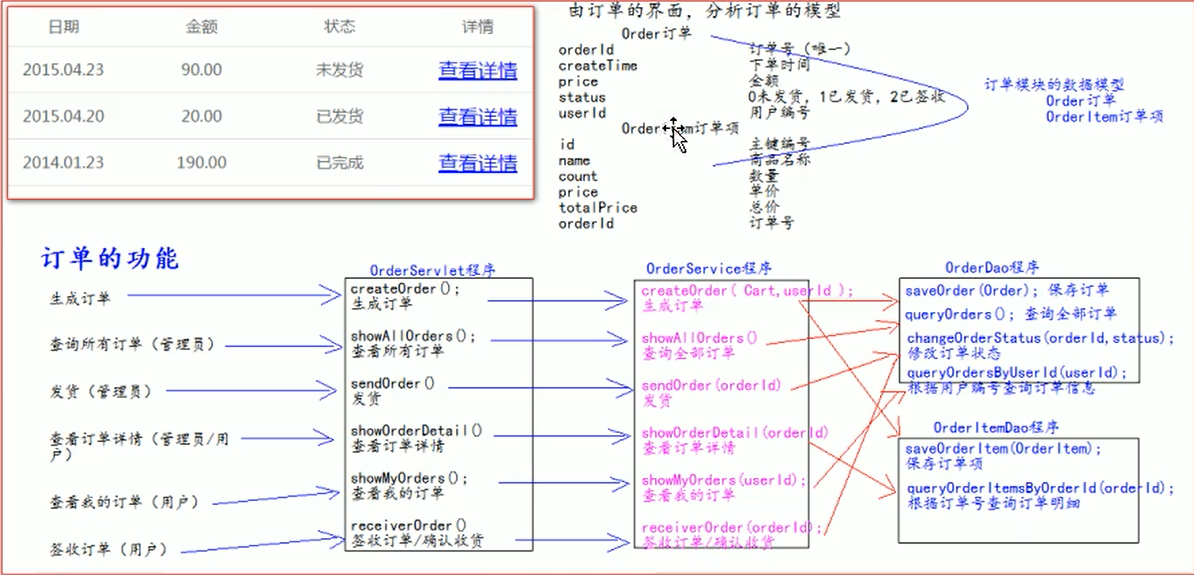 日期 金额 状态 详情
2015.04.23 90.00 未发货 查看详情
2015.04.20 20.00 已发货 查看详情
2014.01.23 190.00 已完成 查看详情
由订单的界面，分析订单的模型
Order订单
orderId 订单号（唯一）
createTime 下单时间
price 金额
status 0未发货，1已发货，2已签收
userId 用户编号
OrderItem订单项
id 主键编号
name 商品名称
count 数量
price 单价
totalPrice 总价
orderId 订单号
订单模块的数据模型
Order订单
OrderItem订单项
订单的功能
生成订单
查询所有订单（管理员）
发货（管理员）
查看订单详情（管理员/用
户）
查看我的订单（用户）
签收订单（用户）
OrderServlet程序
createOrder();
生成订单
showAllOrders();
查看所有订单
sendOrder()
发货
showOrderDetail()
查看订单详情
showMyOrders();
查看我的订单
receiverOrder()
签收订单/确认收货
OrderService程序
createOrder( Cart,userId );
生成订单
showAllOrders()
查询全部订单
sendOrder(orderId)
发货
showOrderDetail(orderId)
查看订单详情
showMyOrders(userId);
查看我的订单
receiverOrder(orderId);
签收订单/确认收货
OrderDao程序
saveOrder(Order); 保存订单
queryOrders(); 查询全部订单
changeOrderStatus(orderId,status);
修改订单状态
queryOrdersByUserId(userId);
根据用户编号查询订单信息
OrderItemDao程序
saveOrderItem(OrderItem);
保存订单项
queryOrderItemsByOrderId(orderId);
根据订单号查询订单明细